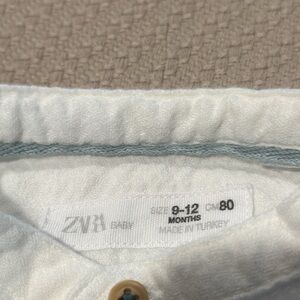 ZARA BABY
SIZE 9-12 CM 80
MONTHS
MADE IN TURKEY